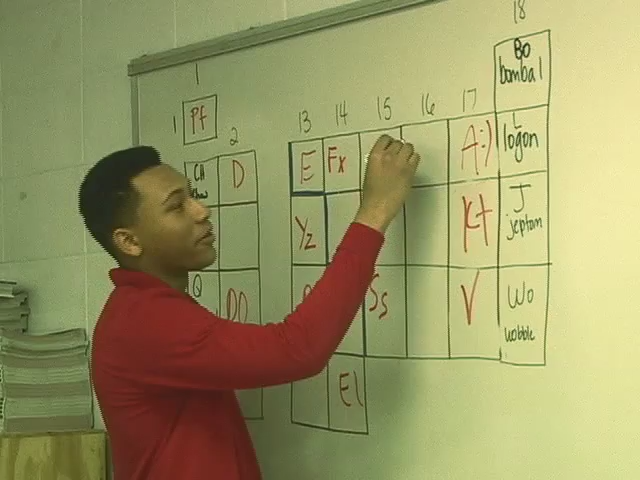 18
Bo
bombal
1
1 Pf
2
13 14 15 16 17
D
E Fx A:)
L
logon
Yz Kt
J
jeptom
Q
DD
Ss
V
Wo
wobble
El